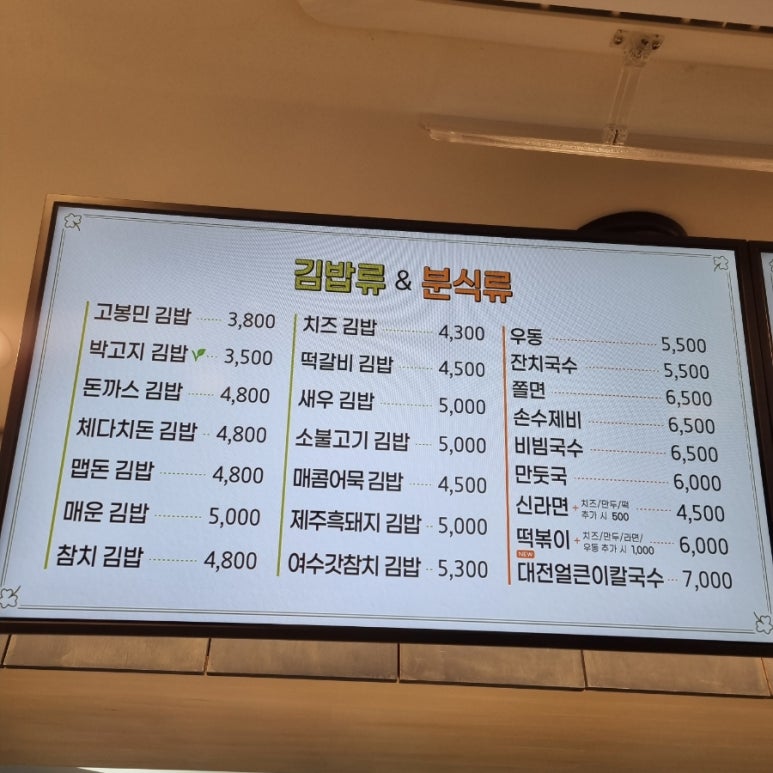 김밥류 & 분식류
고봉민 김밥 3,800
박고지 김밥 3,500
돈까스 김밥 4,800
체다치돈 김밥 4,800
맵돈 김밥 4,800
매운 김밥 5,000
참치 김밥 4,800
치즈 김밥 4,300
떡갈비 김밥 4,500
새우 김밥 5,000
소불고기 김밥 5,000
매콤어묵 김밥 4,500
제주흑돼지 김밥 5,000
여수갓참치 김밥 5,300
우동 5,500
잔치국수 5,500
쫄면 6,500
손수제비 6,500
비빔국수 6,500
만둣국 6,000
신라면 + 치즈/만두/떡 추가 시 500 4,500
떡볶이 + 치즈/만두/라면/우동 추가 시 1,000 6,000
NEW
대전얼큰이칼국수 7,000